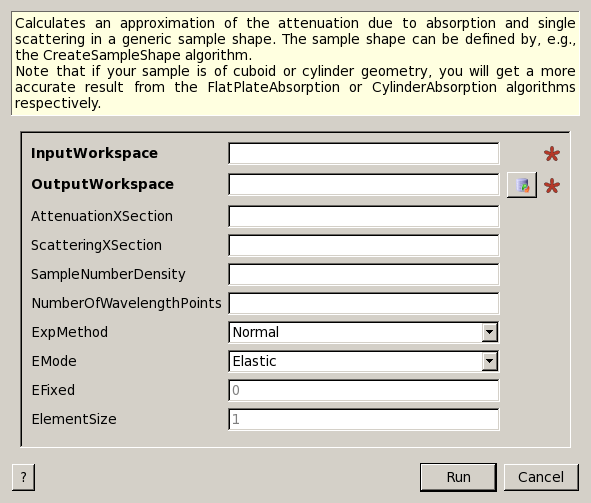 Calculates an approximation of the attenuation due to absorption and single
scattering in a generic sample shape. The sample shape can be defined by, e.g.,
the CreateSampleShape algorithm.
Note that if your sample is of cuboid or cylinder geometry, you will get a more
accurate result from the FlatPlateAbsorption or CylinderAbsorption algorithms
respectively.
InputWorkspace
OutputWorkspace
AttenuationXSection
ScatteringXSection
SampleNumberDensity
NumberOfWavelengthPoints
ExpMethod Normal
EMode Elastic
EFixed 0
ElementSize 1
? Run Cancel